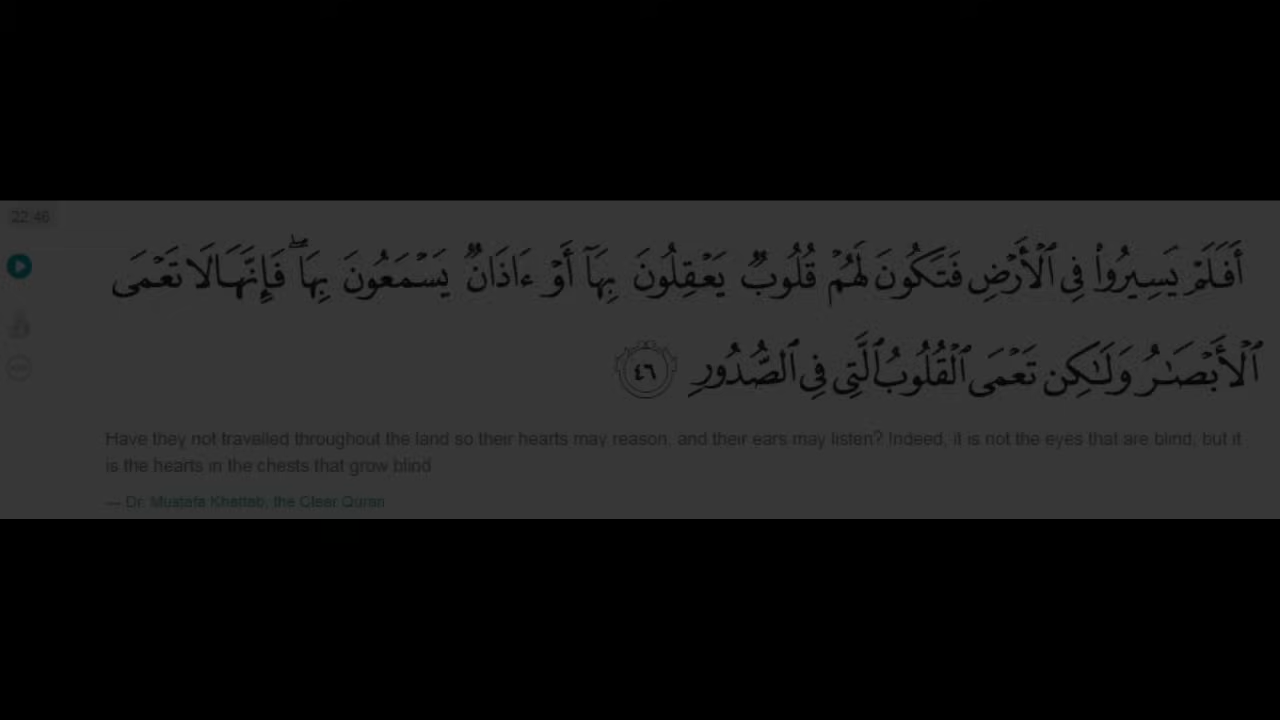 22:46
أَفَلَمْ يَسِيرُوا۟ فِى ٱلْأَرْضِ فَتَكُونَ لَهُمْ قُلُوبٌ يَعْقِلُونَ بِهَآ أَوْ ءَاذَانٌ يَسْمَعُونَ بِهَا ۖ فَإِنَّهَا لَا تَعْمَى
ٱلْأَبْصَـٰرُ وَلَـٰكِن تَعْمَى ٱلْقُلُوبُ ٱلَّتِى فِى ٱلصُّدُورِ ٤٦
Have they not travelled throughout the land so their hearts may reason, and their ears may listen? Indeed, it is not the eyes that are blind, but it
is the hearts in the chests that grow blind
— Dr. Mustafa Khattab, the Clear Quran